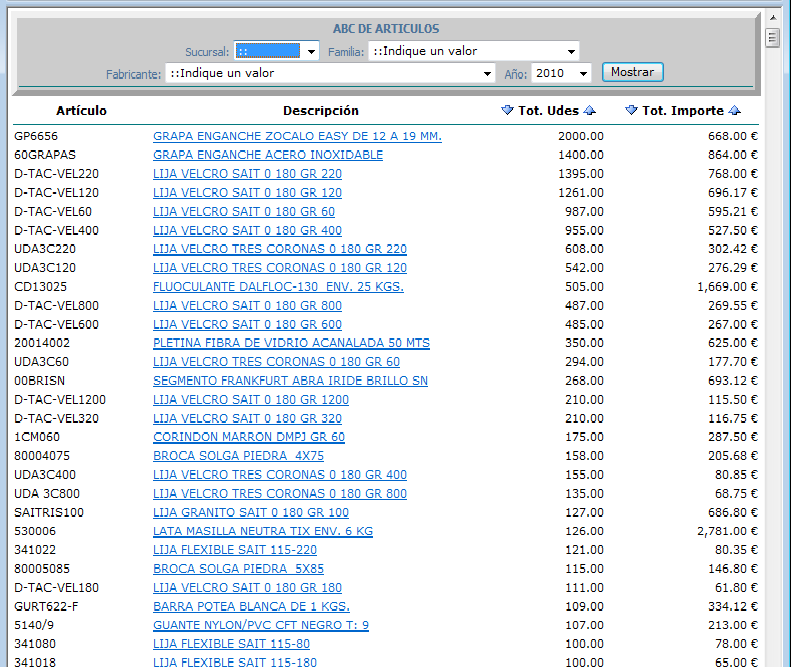 ABC DE ARTICULOS
Sucursal: :: Familia: ::Indique un valor
Fabricante: ::Indique un valor Año: 2010 Mostrar
Artículo Descripción Tot. Udes Tot. Importe
GP6656 GRAPA ENGANCHE ZOCALO EASY DE 12 A 19 MM. 2000.00 668.00 €
60GRAPAS GRAPA ENGANCHE ACERO INOXIDABLE 1400.00 864.00 €
D-TAC-VEL220 LIJA VELCRO SAIT 0 180 GR 220 1395.00 768.00 €
D-TAC-VEL120 LIJA VELCRO SAIT 0 180 GR 120 1261.00 696.17 €
D-TAC-VEL60 LIJA VELCRO SAIT 0 180 GR 60 987.00 595.21 €
D-TAC-VEL400 LIJA VELCRO SAIT 0 180 GR 400 955.00 527.50 €
UDA3C220 LIJA VELCRO TRES CORONAS 0 180 GR 220 608.00 302.42 €
UDA3C120 LIJA VELCRO TRES CORONAS 0 180 GR 120 542.00 276.29 €
CD13025 FLUOCULANTE DALFLOC-130 ENV. 25 KGS. 505.00 1,669.00 €
D-TAC-VEL800 LIJA VELCRO SAIT 0 180 GR 800 487.00 269.55 €
D-TAC-VEL600 LIJA VELCRO SAIT 0 180 GR 600 485.00 267.00 €
20014002 PLETINA FIBRA DE VIDRIO ACANALADA 50 MTS 350.00 625.00 €
UDA3C60 LIJA VELCRO TRES CORONAS 0 180 GR 60 294.00 177.70 €
00BRISN SEGMENTO FRANKFURT ABRA IRIDE BRILLO SN 268.00 693.12 €
D-TAC-VEL1200 LIJA VELCRO SAIT 0 180 GR 1200 210.00 115.50 €
D-TAC-VEL320 LIJA VELCRO SAIT 0 180 GR 320 210.00 116.75 €
1CM060 CORINDON MARRON DMPJ GR 60 175.00 287.50 €
80004075 BROCA SOLGA PIEDRA 4X75 158.00 205.68 €
UDA3C400 LIJA VELCRO TRES CORONAS 0 180 GR 400 155.00 80.85 €
UDA 3C800 LIJA VELCRO TRES CORONAS 0 180 GR 800 135.00 68.75 €
SAITRIS100 LIJA GRANITO SAIT 0 180 GR 100 127.00 686.80 €
530006 LATA MASILLA NEUTRA TIX ENV. 6 KG 126.00 2,781.00 €
341022 LIJA FLEXIBLE SAIT 115-220 121.00 80.35 €
80005085 BROCA SOLGA PIEDRA 5X85 115.00 146.80 €
D-TAC-VEL180 LIJA VELCRO SAIT 0 180 GR 180 111.00 61.80 €
GURT622-F BARRA POTEA BLANCA DE 1 KGS. 109.00 334.12 €
5140/9 GUANTE NYLON/PVC CFT NEGRO T: 9 107.00 213.00 €
341080 LIJA FLEXIBLE SAIT 115-80 100.00 78.00 €
341018 LIJA FLEXIBLE SAIT 115-180 100.00 65.00 €